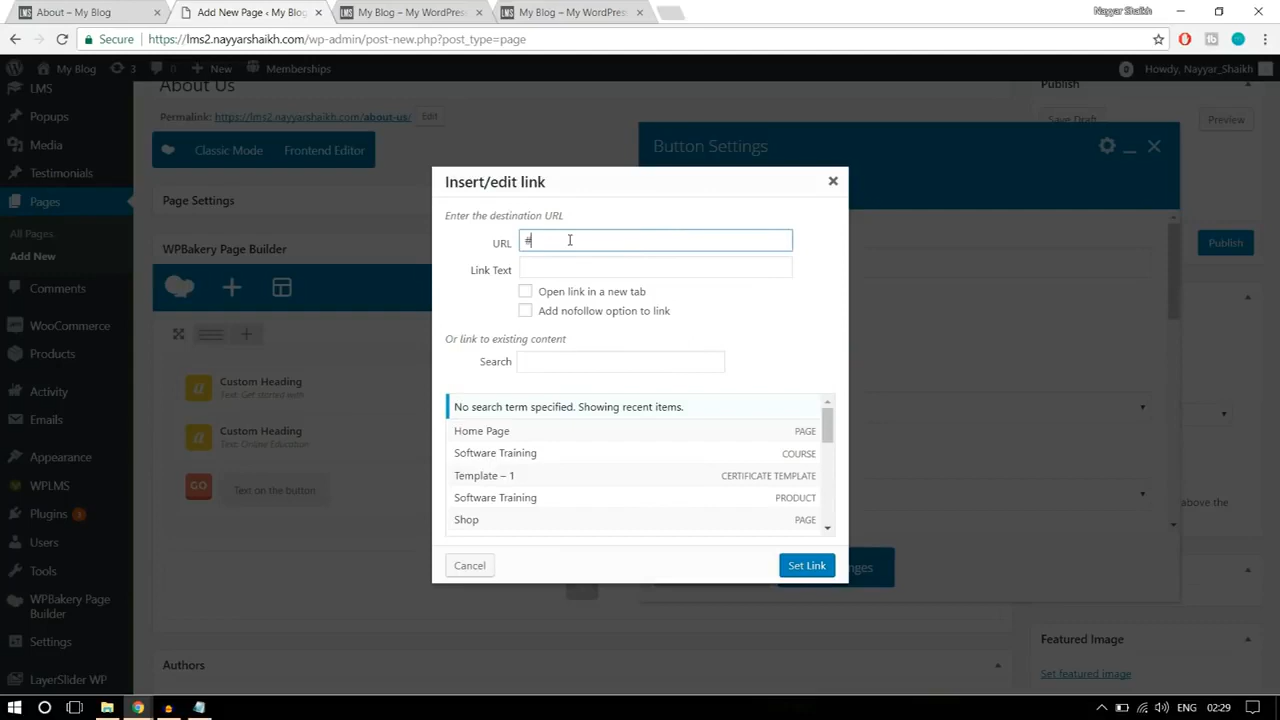 About – My Blog
Add New Page ‹ My Blog
My Blog – My WordPress
My Blog – My WordPress
Nayyar Shaikh
Secure
https://lms2.nayyarshaikh.com/wp-admin/post-new.php?post_type=page
My Blog
3
0
New
Memberships
Howdy, Nayyar_Shaikh
LMS
Popups
Media
Testimonials
Pages
All Pages
Add New
Comments
WooCommerce
Products
Activity
Emails
Appearance
WPLMS
Plugins 3
Users
Tools
WPBakery Page
Builder
Settings
LayerSlider WP
About Us
Permalink: https://lms2.nayyarshaikh.com/about-us/
Edit
Classic Mode
Frontend Editor
Page Settings
WPBakery Page Builder
Custom Heading
Text: Get started with
Custom Heading
Text: Online Education
GO
Text on the button
Authors
Button Settings
Insert/edit link
Enter the destination URL
URL
#
Link Text
Open link in a new tab
Add nofollow option to link
Or link to existing content
Search
No search term specified. Showing recent items.
Home Page
PAGE
Software Training
COURSE
Template – 1
CERTIFICATE TEMPLATE
Software Training
PRODUCT
Shop
PAGE
Cancel
Set Link
Publish
Save Draft
Preview
Publish
above the
Featured Image
Set featured image
ENG
02:29